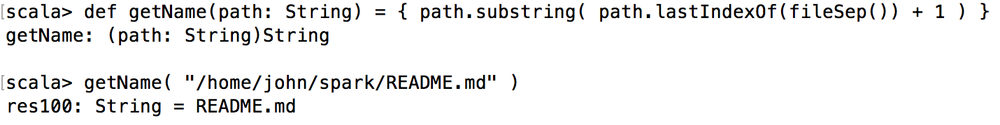 [scala> def getName(path: String) = { path.substring( path.lastIndexOf(fileSep()) + 1 ) }
getName: (path: String)String
[scala> getName( "/home/john/spark/README.md" )
res100: String = README.md